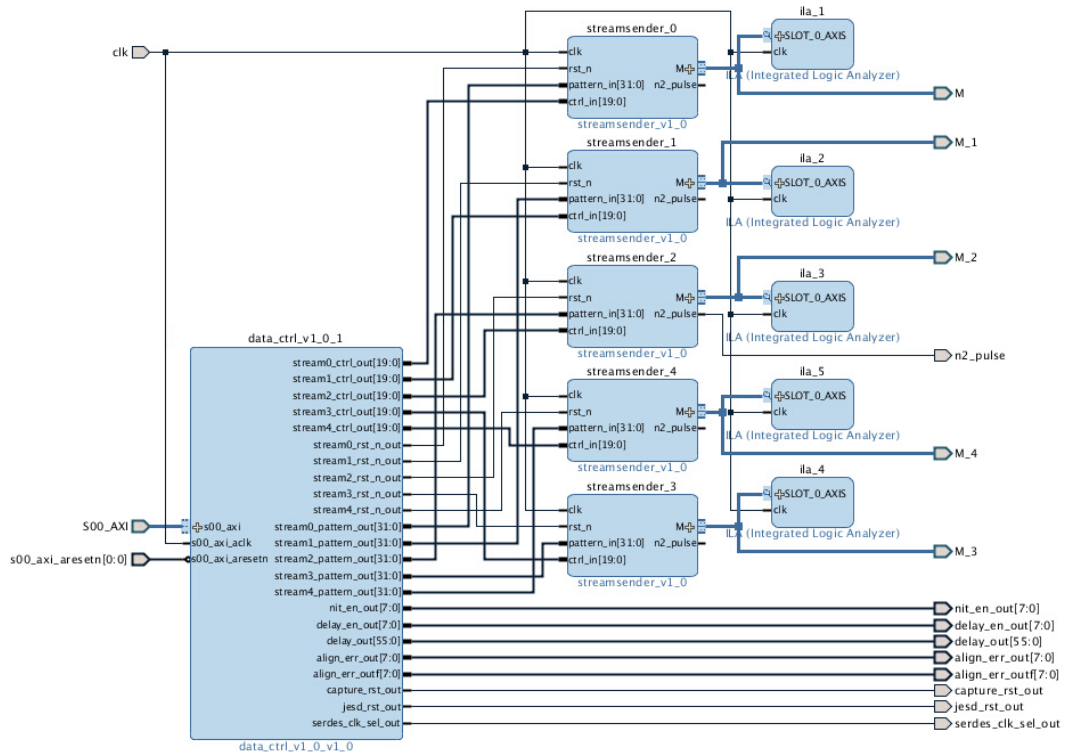 clk
streamsender_0
clk
rst_n
pattern_in[31:0]
ctrl_in[19:0]
M
n2_pulse
streamsender_v1_0
ila_1
SLOT_0_AXIS
clk
ILA (Integrated Logic Analyzer)
M
streamsender_1
clk
rst_n
pattern_in[31:0]
ctrl_in[19:0]
M
n2_pulse
streamsender_v1_0
M_1
ila_2
SLOT_0_AXIS
clk
ILA (Integrated Logic Analyzer)
streamsender_2
clk
rst_n
pattern_in[31:0]
ctrl_in[19:0]
M
n2_pulse
streamsender_v1_0
M_2
ila_3
SLOT_0_AXIS
clk
ILA (Integrated Logic Analyzer)
n2_pulse
streamsender_4
clk
rst_n
pattern_in[31:0]
ctrl_in[19:0]
M
n2_pulse
streamsender_v1_0
ila_5
SLOT_0_AXIS
clk
ILA (Integrated Logic Analyzer)
M_4
streamsender_3
clk
rst_n
pattern_in[31:0]
ctrl_in[19:0]
M
n2_pulse
streamsender_v1_0
ila_4
SLOT_0_AXIS
clk
ILA (Integrated Logic Analyzer)
M_3
data_ctrl_v1_0_1
S00_AXI
s00_axi_aresetn[0:0]
s00_axi
s00_axi_aclk
s00_axi_aresetn
stream0_ctrl_out[19:0]
stream1_ctrl_out[19:0]
stream2_ctrl_out[19:0]
stream3_ctrl_out[19:0]
stream4_ctrl_out[19:0]
stream0_rst_n_out
stream1_rst_n_out
stream2_rst_n_out
stream3_rst_n_out
stream4_rst_n_out
stream0_pattern_out[31:0]
stream1_pattern_out[31:0]
stream2_pattern_out[31:0]
stream3_pattern_out[31:0]
stream4_pattern_out[31:0]
nit_en_out[7:0]
delay_en_out[7:0]
delay_out[55:0]
align_err_out[7:0]
align_err_outf[7:0]
capture_rst_out
jesd_rst_out
serdes_clk_sel_out
data_ctrl_v1_0_v1_0
nit_en_out[7:0]
delay_en_out[7:0]
delay_out[55:0]
align_err_out[7:0]
align_err_outf[7:0]
capture_rst_out
jesd_rst_out
serdes_clk_sel_out